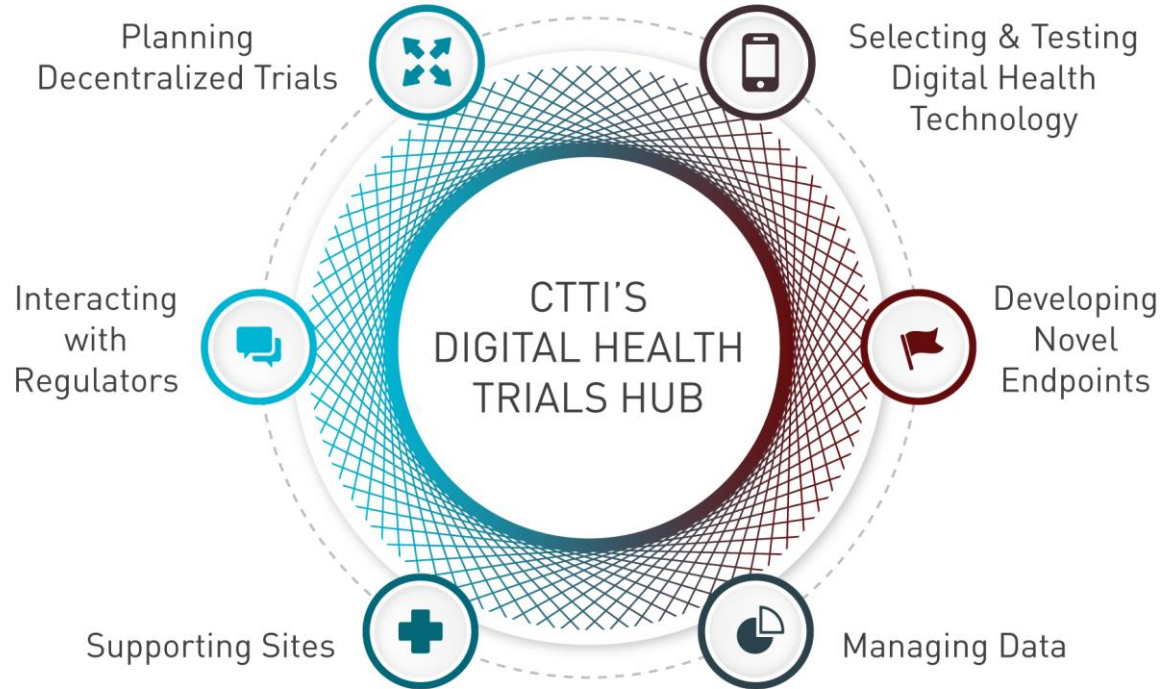 Planning
Decentralized Trials
Selecting & Testing
Digital Health
Technology
Interacting
with
Regulators
CTTI'S
DIGITAL HEALTH
TRIALS HUB
Developing
Novel
Endpoints
Supporting Sites
Managing Data